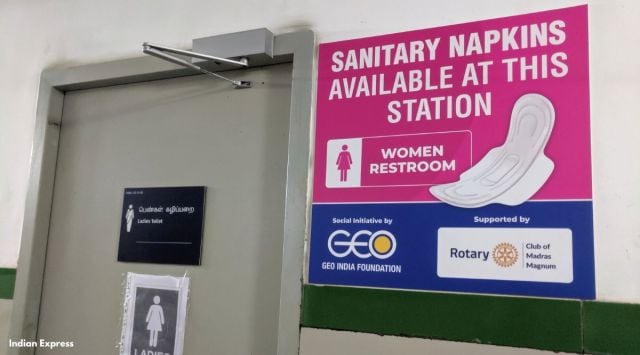 SANITARY NAPKINS
AVAILABLE AT THIS
STATION
WOMEN
RESTROOM
Social Initiative by
GEO
GEO INDIA FOUNDATION
Supported by
Rotary
Club of
Madras
Magnum
பெண்கள் கழிப்பறை
Ladies Toilet
LADIES
Indian Express